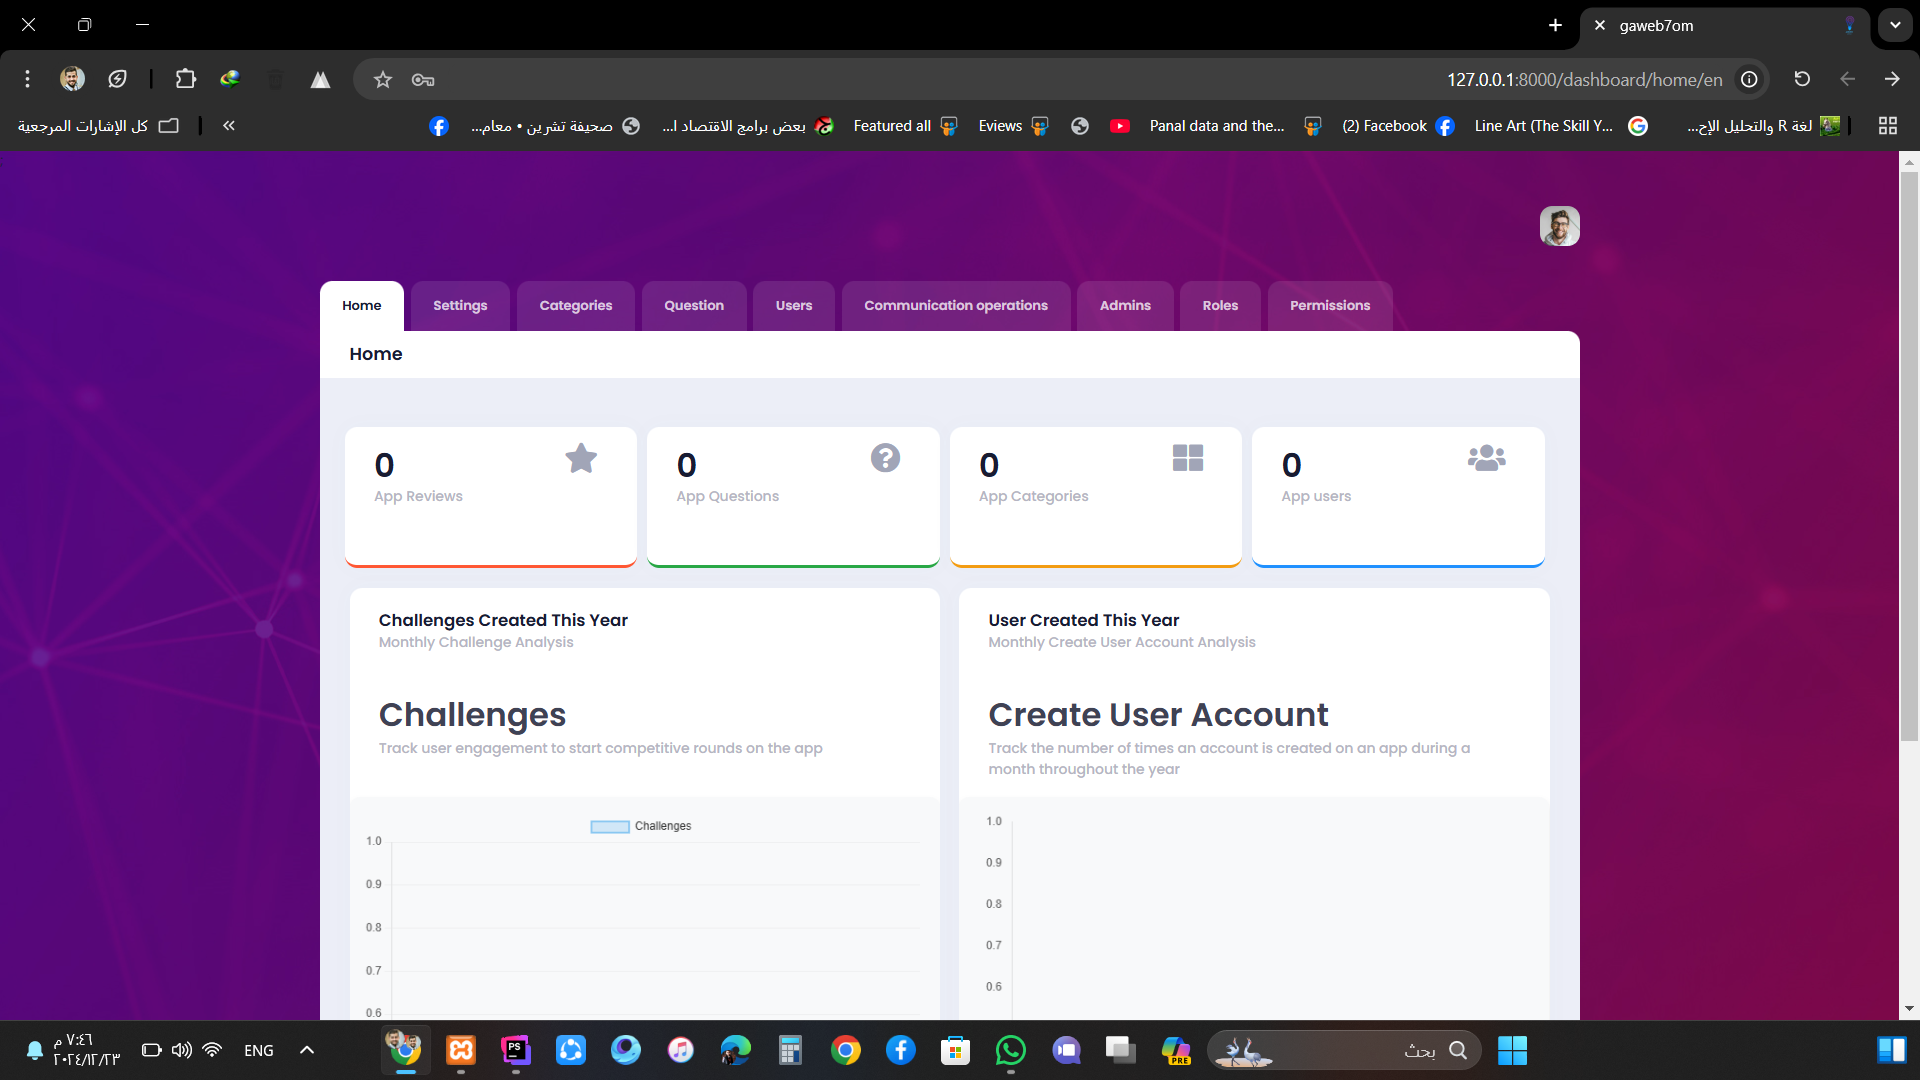 gaweb7om
127.0.0.1:8000/dashboard/home/en
كل الإشارات المرجعية
صحيفة تشرين • معام...
بعض برامج الاقتصاد ا...
Featured all
Eviews
Panal data and the...
(2) Facebook
Line Art (The Skill Y...
لغة R والتحليل الإح...
Home
Settings
Categories
Question
Users
Communication operations
Admins
Roles
Permissions
Home
0
App Reviews
0
App Questions
0
App Categories
0
App users
Challenges Created This Year
Monthly Challenge Analysis
Challenges
Track user engagement to start competitive rounds on the app
Challenges
1.0
0.9
0.8
0.7
0.6
User Created This Year
Monthly Create User Account Analysis
Create User Account
Track the number of times an account is created on an app during a
month throughout the year
1.0
0.9
0.8
0.7
0.6
٧:٤٦ م
٢٠٢٤/١٢/٢٣
ENG
PS
PRE
بحث